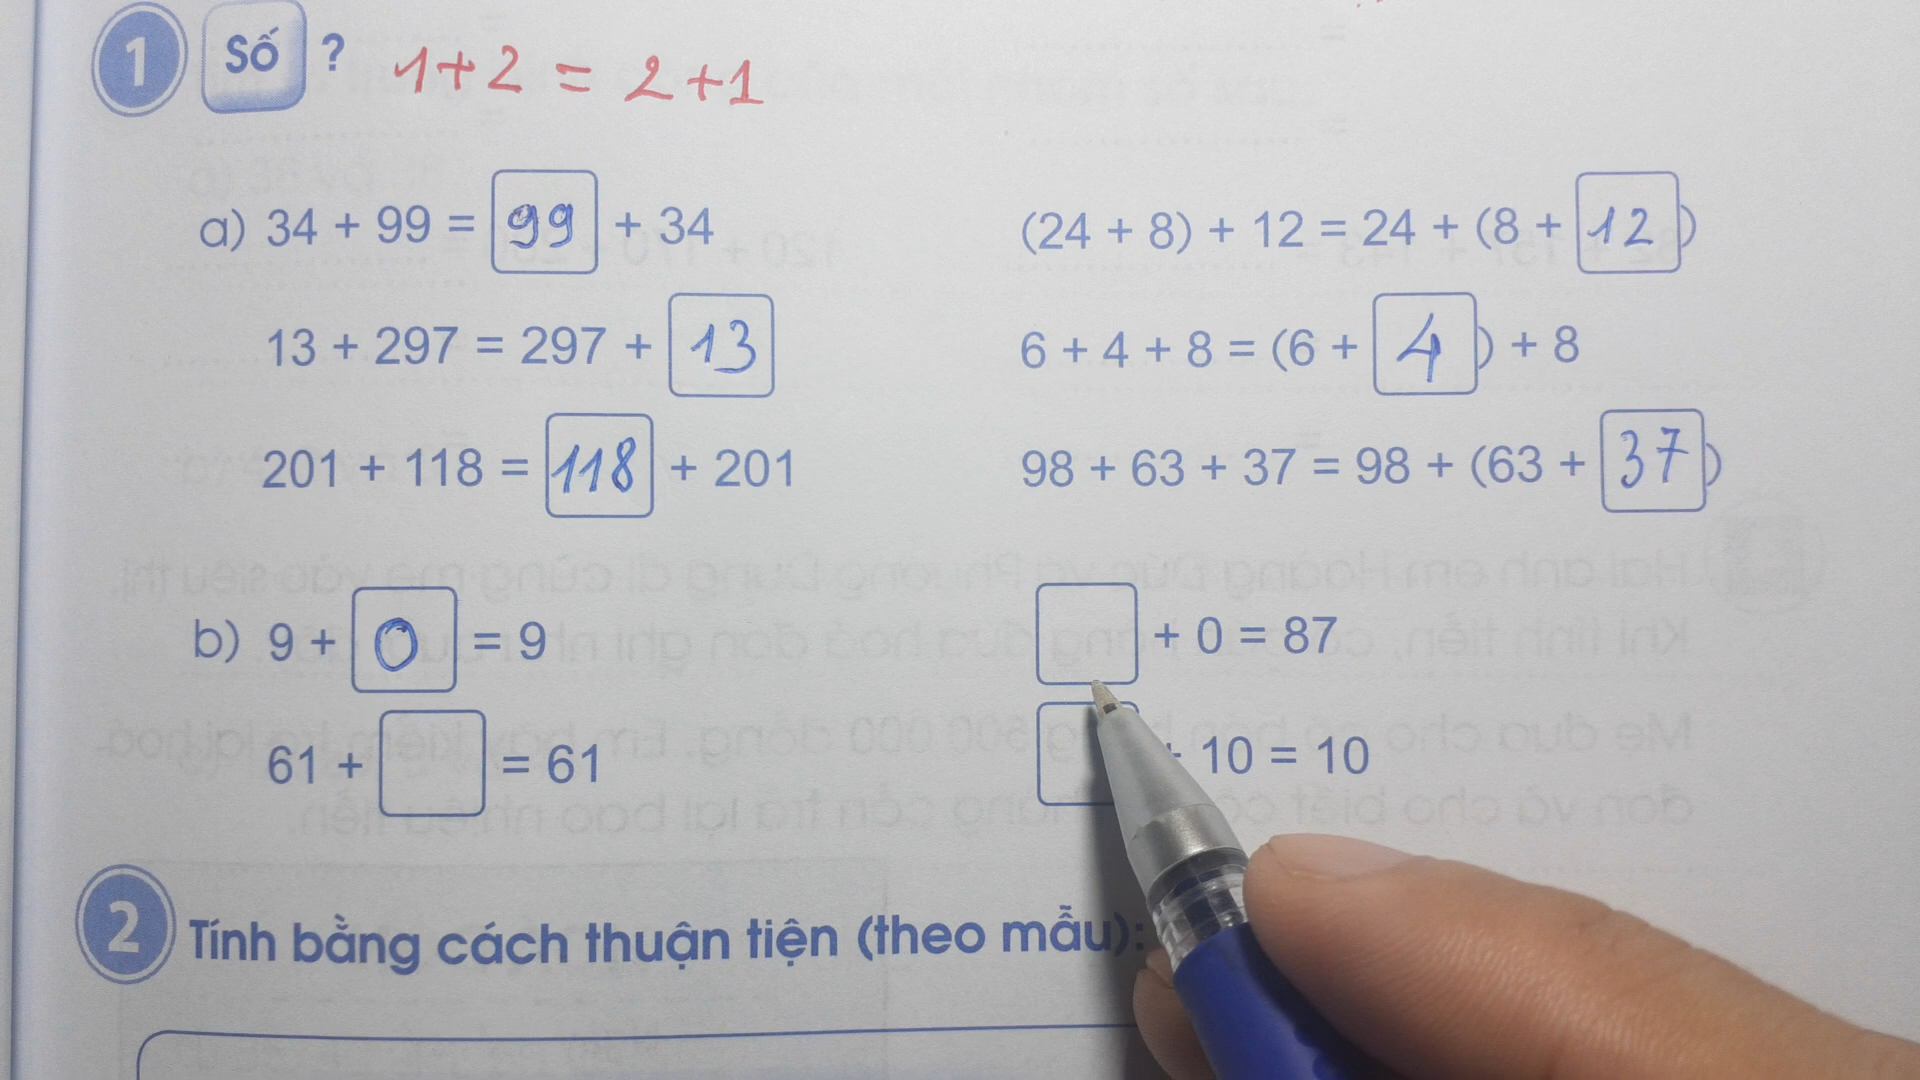 1 Số ? 1+2 = 2+1
a) 34 + 99 = 99 + 34
(24 + 8) + 12 = 24 + (8 + 12)
13 + 297 = 297 + 13
6 + 4 + 8 = (6 + 4) + 8
201 + 118 = 118 + 201
98 + 63 + 37 = 98 + (63 + 37)
b) 9 + 0 = 9
+ 0 = 87
61 + = 61
+ 10 = 10
2 Tính bằng cách thuận tiện (theo mẫu):